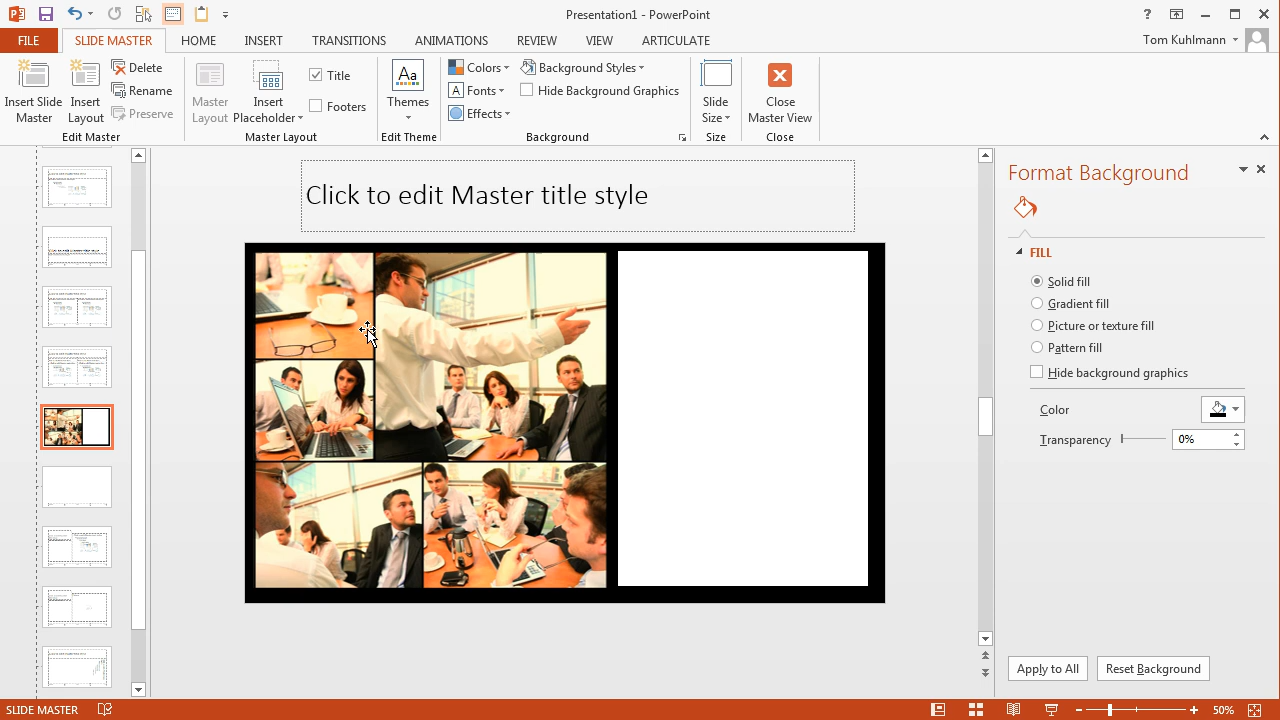 Presentation1 - PowerPoint
FILE
SLIDE MASTER
HOME
INSERT
TRANSITIONS
ANIMATIONS
REVIEW
VIEW
ARTICULATE
Tom Kuhlmann
Insert Slide
Master
Insert
Layout
Delete
Rename
Preserve
Edit Master
Master
Layout
Insert
Placeholder
Title
Footers
Master Layout
Aa
Themes
Edit Theme
Colors
A Fonts
Effects
Background Styles
Hide Background Graphics
Background
Slide
Size
Size
Close
Master View
Close
Click to edit Master title style
Format Background
FILL
Solid fill
Gradient fill
Picture or texture fill
Pattern fill
Hide background graphics
Color
Transparency
0%
Apply to All
Reset Background
SLIDE MASTER
50%